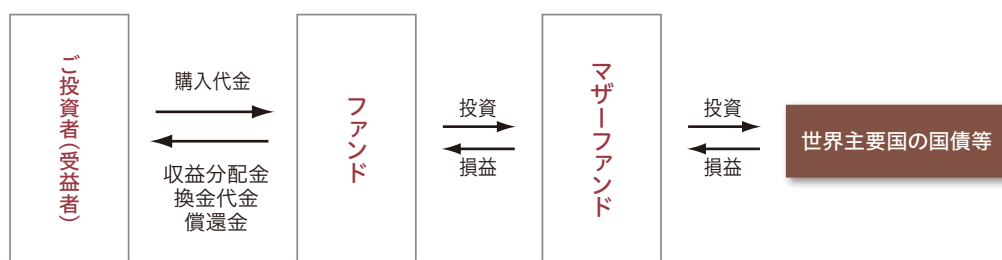 ご投資者(受益者)
購入代金
収益分配金
換金代金
償還金
ファンド
投資
損益
マザーファンド
投資
損益
世界主要国の国債等